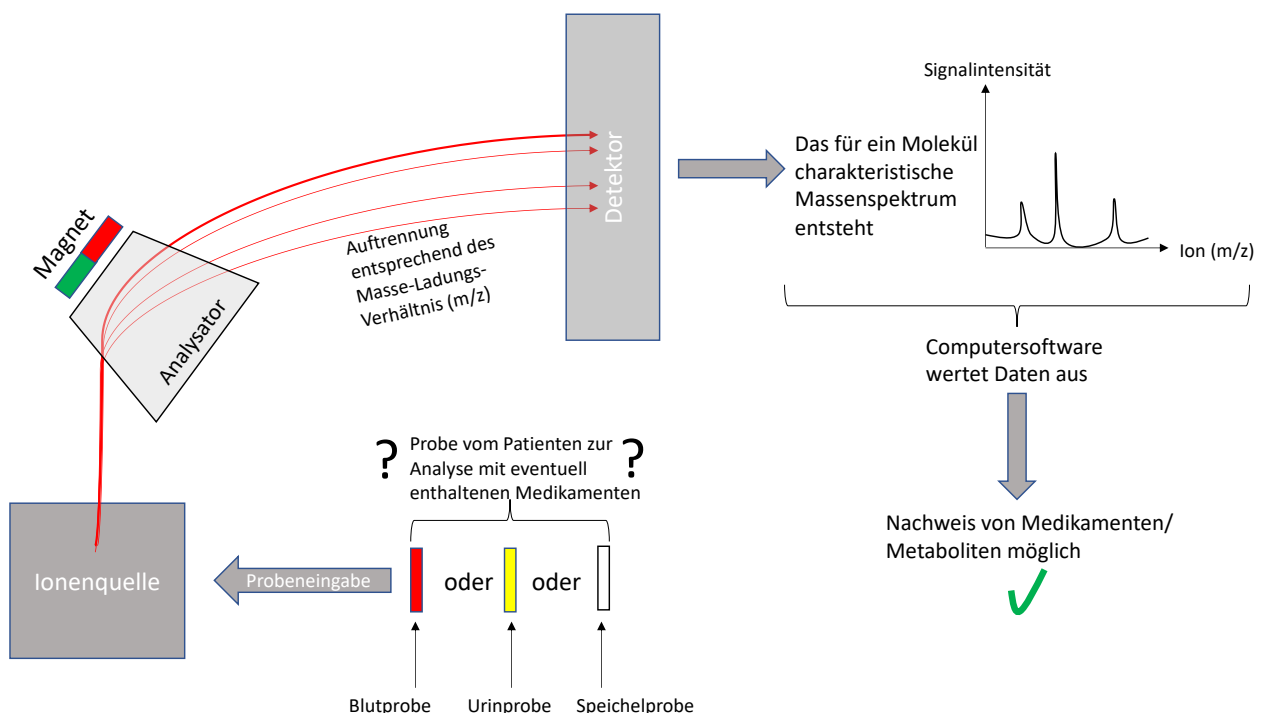 Signalintensität
Das für ein Molekül
charakteristische
Massenspektrum
entsteht
Ion (m/z)
Detektor
Magnet
Analysator
Auftrennung
entsprechend des
Masse-Ladungs-
Verhältnis (m/z)
Computersoftware
wertet Daten aus
Nachweis von Medikamenten/
Metaboliten möglich
? Probe vom Patienten zur ?
Analyse mit eventuell
enthaltenen Medikamenten
Ionenquelle
Probeneingabe
oder
oder
Blutprobe
Urinprobe
Speichelprobe